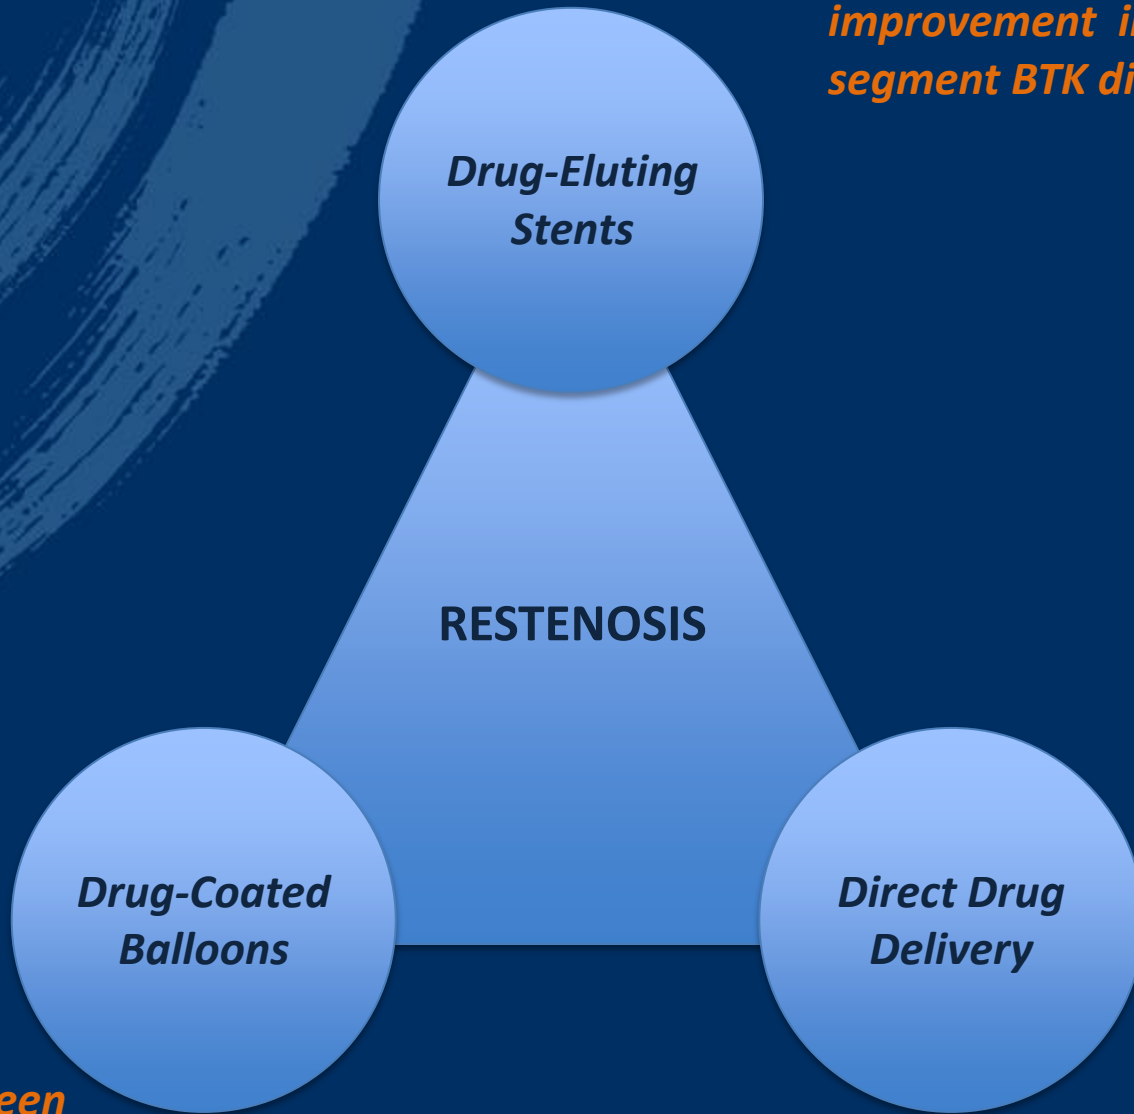 improvement
segment BTK
Drug-Eluting
Stents
RESTENOSIS
Drug-Coated
Balloons
Direct Drug
Delivery